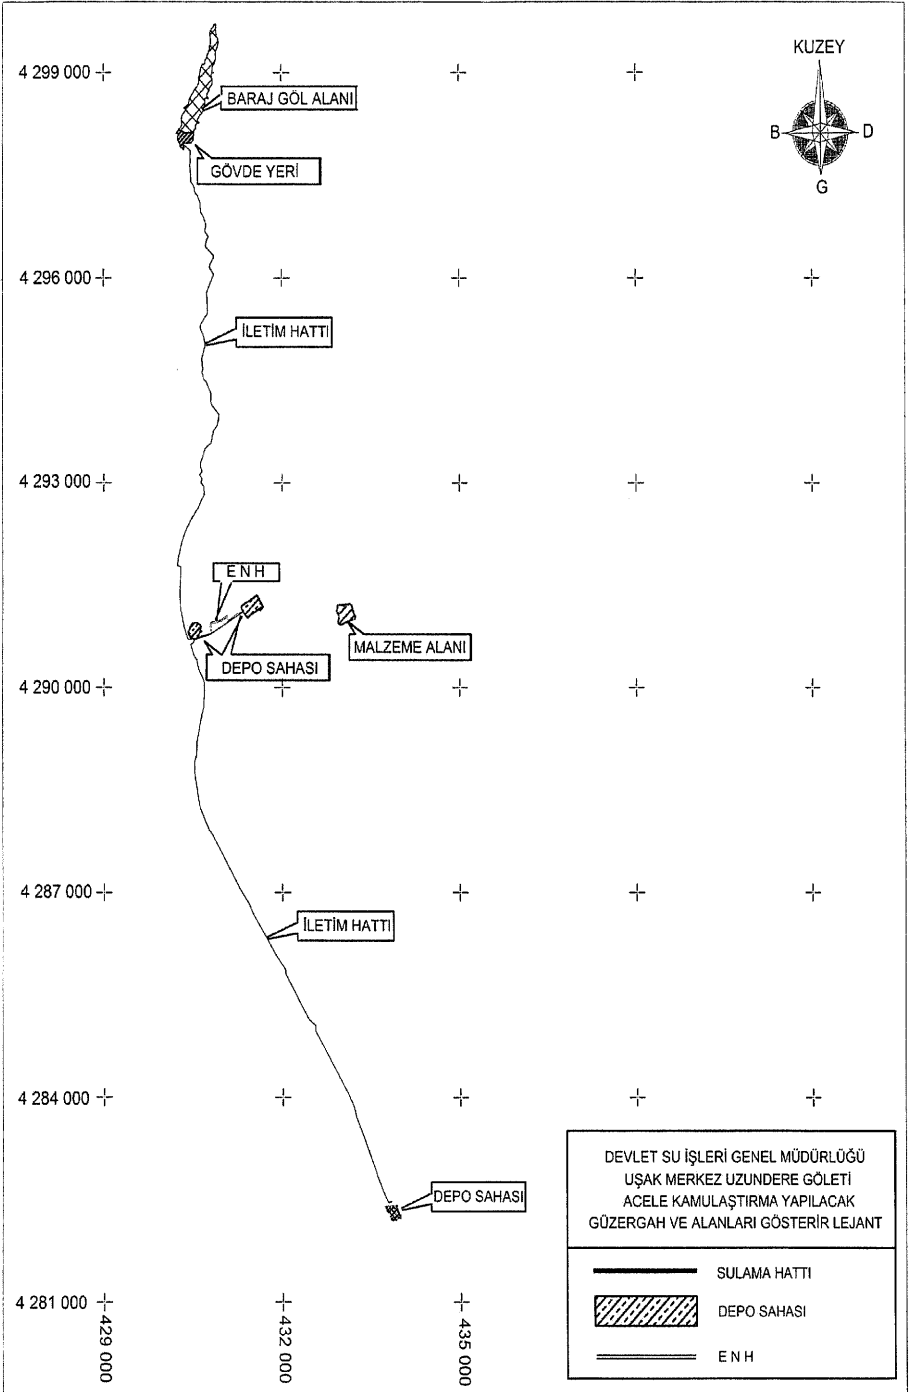 KUZEY
4 299 000
BARAJ GÖL ALANI
B
D
GÖVDE YERİ
G
4 296 000
İLETİM HATTI
4 293 000
E N H
MALZEME ALANI
DEPO SAHASI
4 290 000
4 287 000
İLETİM HATTI
4 284 000
DEVLET SU İŞLERİ GENEL MÜDÜRLÜĞÜ
UŞAK MERKEZ UZUNDERE GÖLETİ
ACELE KAMULAŞTIRMA YAPILACAK
GÜZERGAH VE ALANLARI GÖSTERİR LEJANT
DEPO SAHASI
SULAMA HATTI
DEPO SAHASI
E N H
4 281 000
429 000
432 000
435 000